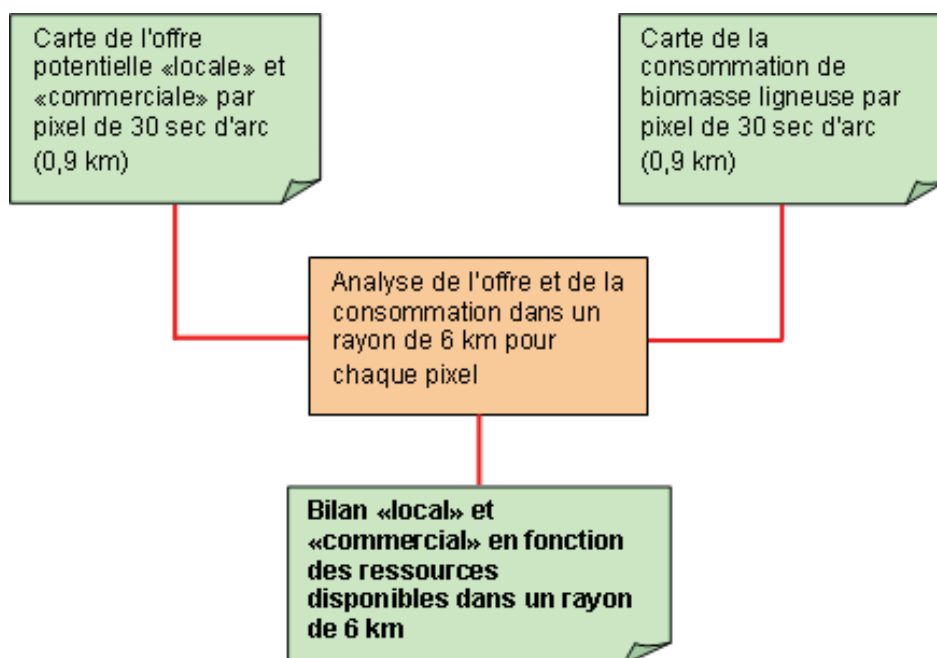 Carte de l'offre
potentielle «locale» et
«commerciale» par
pixel de 30 sec d'arc
(0,9 km)
Carte de la
consommation de
biomasse ligneuse par
pixel de 30 sec d'arc
(0,9 km)
Analyse de l'offre et de la
consommation dans un
rayon de 6 km pour
chaque pixel
Bilan «local» et
«commercial» en fonction
des ressources
disponibles dans un rayon
de 6 km